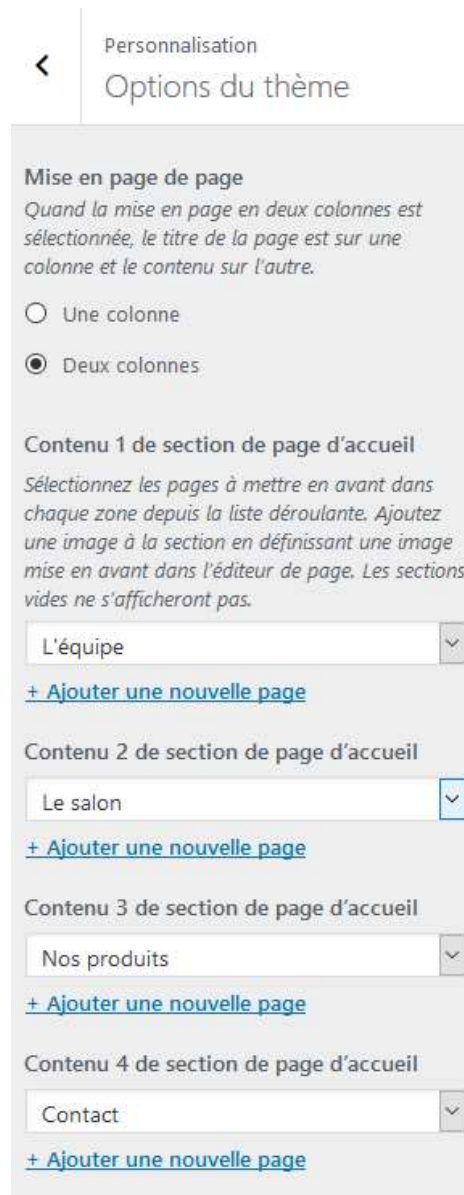 Personnalisation
Options du thème
Mise en page de page
Quand la mise en page en deux colonnes est
sélectionnée, le titre de la page est sur une
colonne et le contenu sur l'autre.
Une colonne
Deux colonnes
Contenu 1 de section de page d'accueil
Sélectionnez les pages à mettre en avant dans
chaque zone depuis la liste déroulante. Ajoutez
une image à la section en définissant une image
mise en avant dans l'éditeur de page. Les sections
vides ne s'afficheront pas.
L'équipe
+ Ajouter une nouvelle page
Contenu 2 de section de page d'accueil
Le salon
+ Ajouter une nouvelle page
Contenu 3 de section de page d'accueil
Nos produits
+ Ajouter une nouvelle page
Contenu 4 de section de page d'accueil
Contact
+ Ajouter une nouvelle page